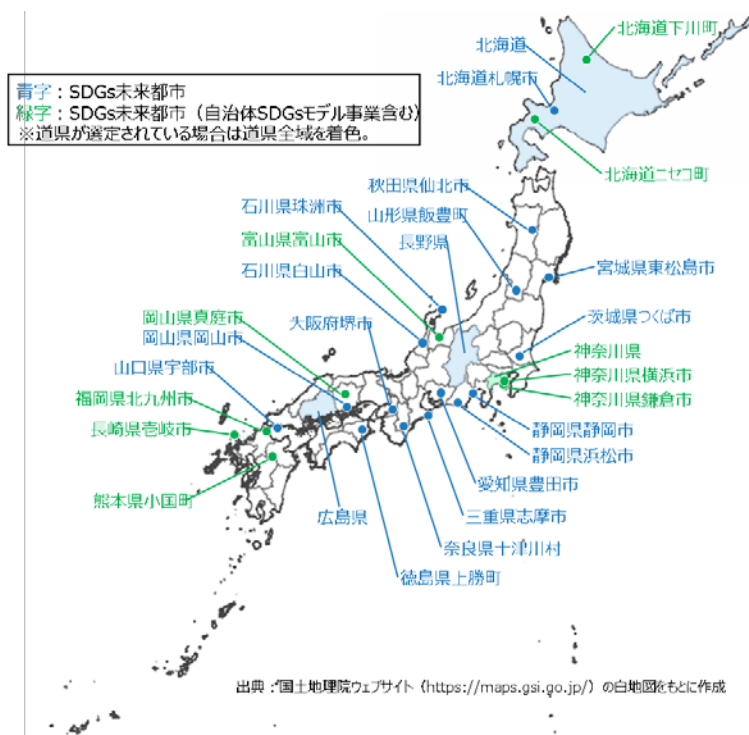 北海道下川町
北海道
北海道札幌市
青字：SDGs未来都市
緑字：SDGs未来都市（自治体SDGsモデル事業含む）
※道県が選定されている場合は道県全域を着色。
北海道ニセコ町
秋田県仙北市
石川県珠洲市
山形県飯豊町
富山県富山市
長野県
石川県白山市
宮城県東松島市
岡山県真庭市
大阪府堺市
茨城県つくば市
岡山県岡山市
神奈川県
山口県宇部市
神奈川県横浜市
福岡県北九州市
神奈川県鎌倉市
長崎県壱岐市
静岡県静岡市
静岡県浜松市
愛知県豊田市
熊本県小国町
広島県
三重県志摩市
奈良県十津川村
徳島県上勝町
出典：国土地理院ウェブサイト（https://maps.gsi.go.jp/）の白地図をもとに作成